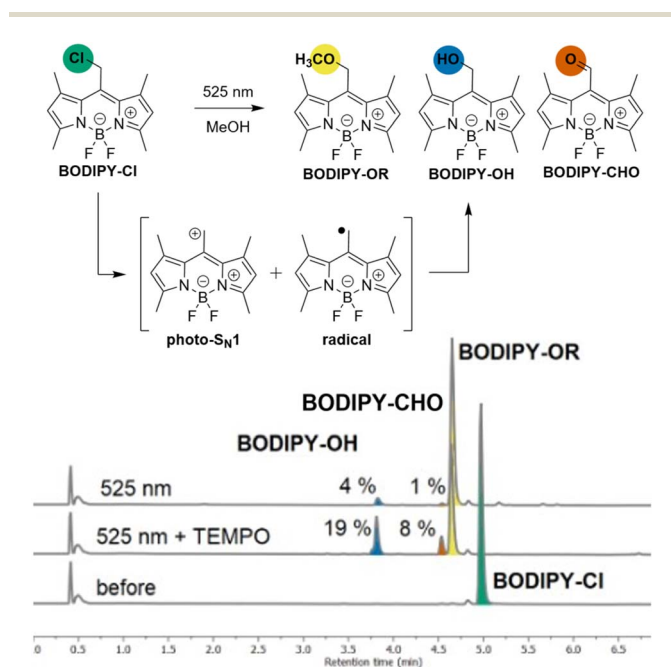 Cl
525 nm
MeOH
H₃CO
HO
O
N N
B
⊖ ⊕
F F
BODIPY-Cl
N N
B
⊖ ⊕
F F
BODIPY-OR
N N
B
⊖ ⊕
F F
BODIPY-OH
N N
B
⊖ ⊕
F F
BODIPY-CHO
⊕
N N
B
⊖ ⊕
F F
photo-SN1
+
•
N N
B
⊖ ⊕
F F
radical
BODIPY-OR
BODIPY-CHO
BODIPY-OH
525 nm 4 % 1 %
525 nm + TEMPO 19 % 8 %
before BODIPY-Cl
.0 0.5 1.0 1.5 2.0 2.5 3.0 3.5 4.0 4.5 5.0 5.5 6.0 6.5
Retention time (min)